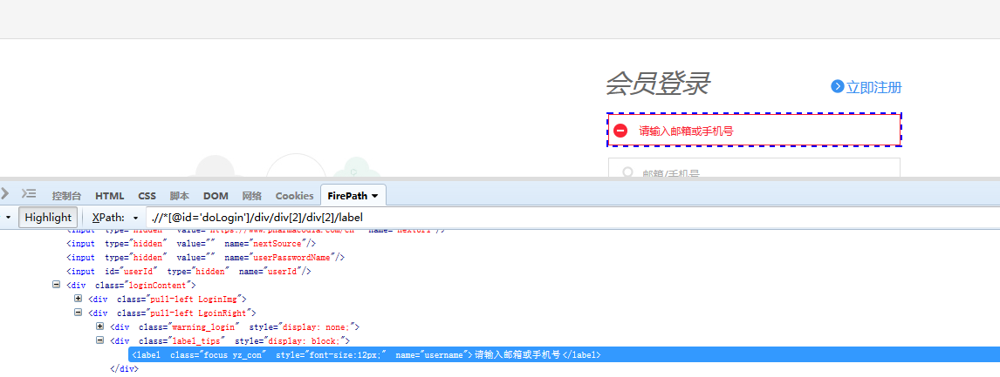 会员登录
立即注册
请输入邮箱或手机号
邮箱/手机号
控制台 HTML CSS 脚本 DOM 网络 Cookies FirePath
Highlight XPath: .//*[@id='doLogin']/div/div[2]/div[2]/label
<input type="hidden" value="https://www.pharmacodia.com/cn" name="nextUrl"/>
<input type="hidden" value="" name="nextSource"/>
<input type="hidden" value="" name="userPasswordName"/>
<input id="userId" type="hidden" name="userId"/>
<div class="loginContent">
<div class="pull-left LoginImg">
<div class="pull-left LgoinRight">
<div class="warning_login" style="display: none;">
<div class="label_tips" style="display: block;">
<label class="focus yz_con" style="font-size:12px;" name="username">请输入邮箱或手机号</label>
</div>